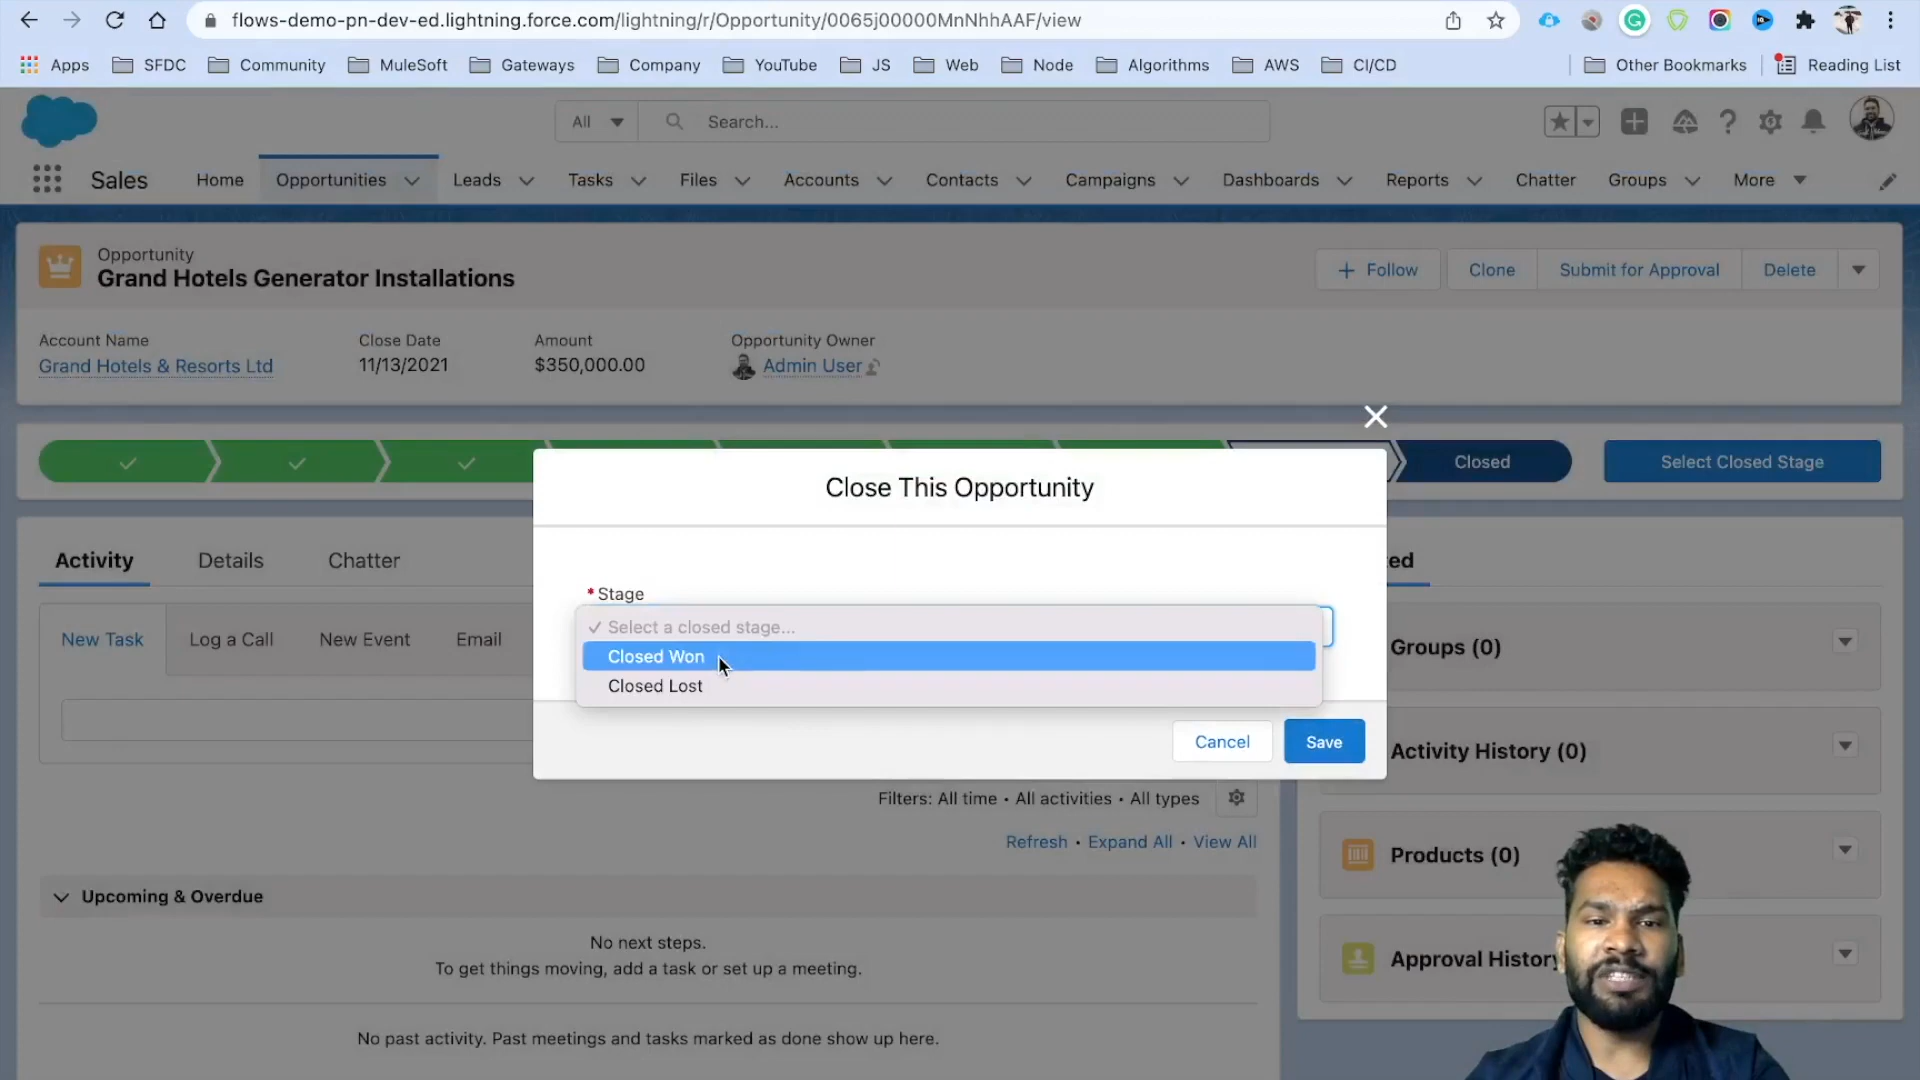 flows-demo-pn-dev-ed.lightning.force.com/lightning/r/Opportunity/0065j00000MnNhhAAF/view
Apps SFDC Community MuleSoft Gateways Company YouTube JS Web Node Algorithms AWS CI/CD Other Bookmarks Reading List
All Search...
Sales Home Opportunities Leads Tasks Files Accounts Contacts Campaigns Dashboards Reports Chatter Groups More
Opportunity
Grand Hotels Generator Installations
+ Follow Clone Submit for Approval Delete
Account Name Close Date Amount Opportunity Owner
Grand Hotels & Resorts Ltd 11/13/2021 $350,000.00 Admin User
Closed Select Closed Stage
Close This Opportunity
Activity Details Chatter ed
* Stage
✓ Select a closed stage...
Closed Won
Closed Lost
New Task Log a Call New Event Email
Groups (0)
Cancel Save
Activity History (0)
Filters: All time • All activities • All types
Refresh • Expand All • View All
Products (0)
Upcoming & Overdue
No next steps.
To get things moving, add a task or set up a meeting.
Approval History
No past activity. Past meetings and tasks marked as done show up here.